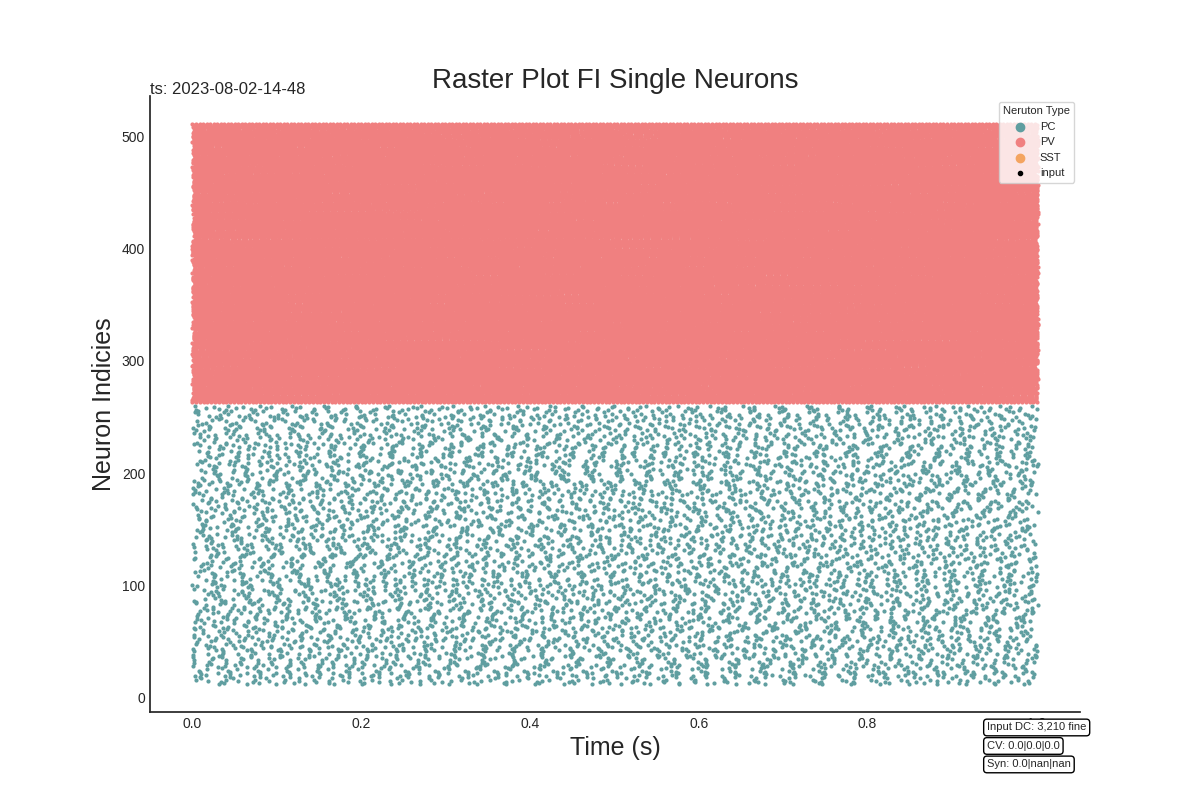 Raster Plot FI Single Neurons
ts: 2023-08-02-14-48
Neruton Type
PC
PV
SST
input
Neuron Indicies
500
400
300
200
100
0
0.0
0.2
0.4
0.6
0.8
Time (s)
Input DC: 3,210 fine
CV: 0.0|0.0|0.0
Syn: 0.0|nan|nan